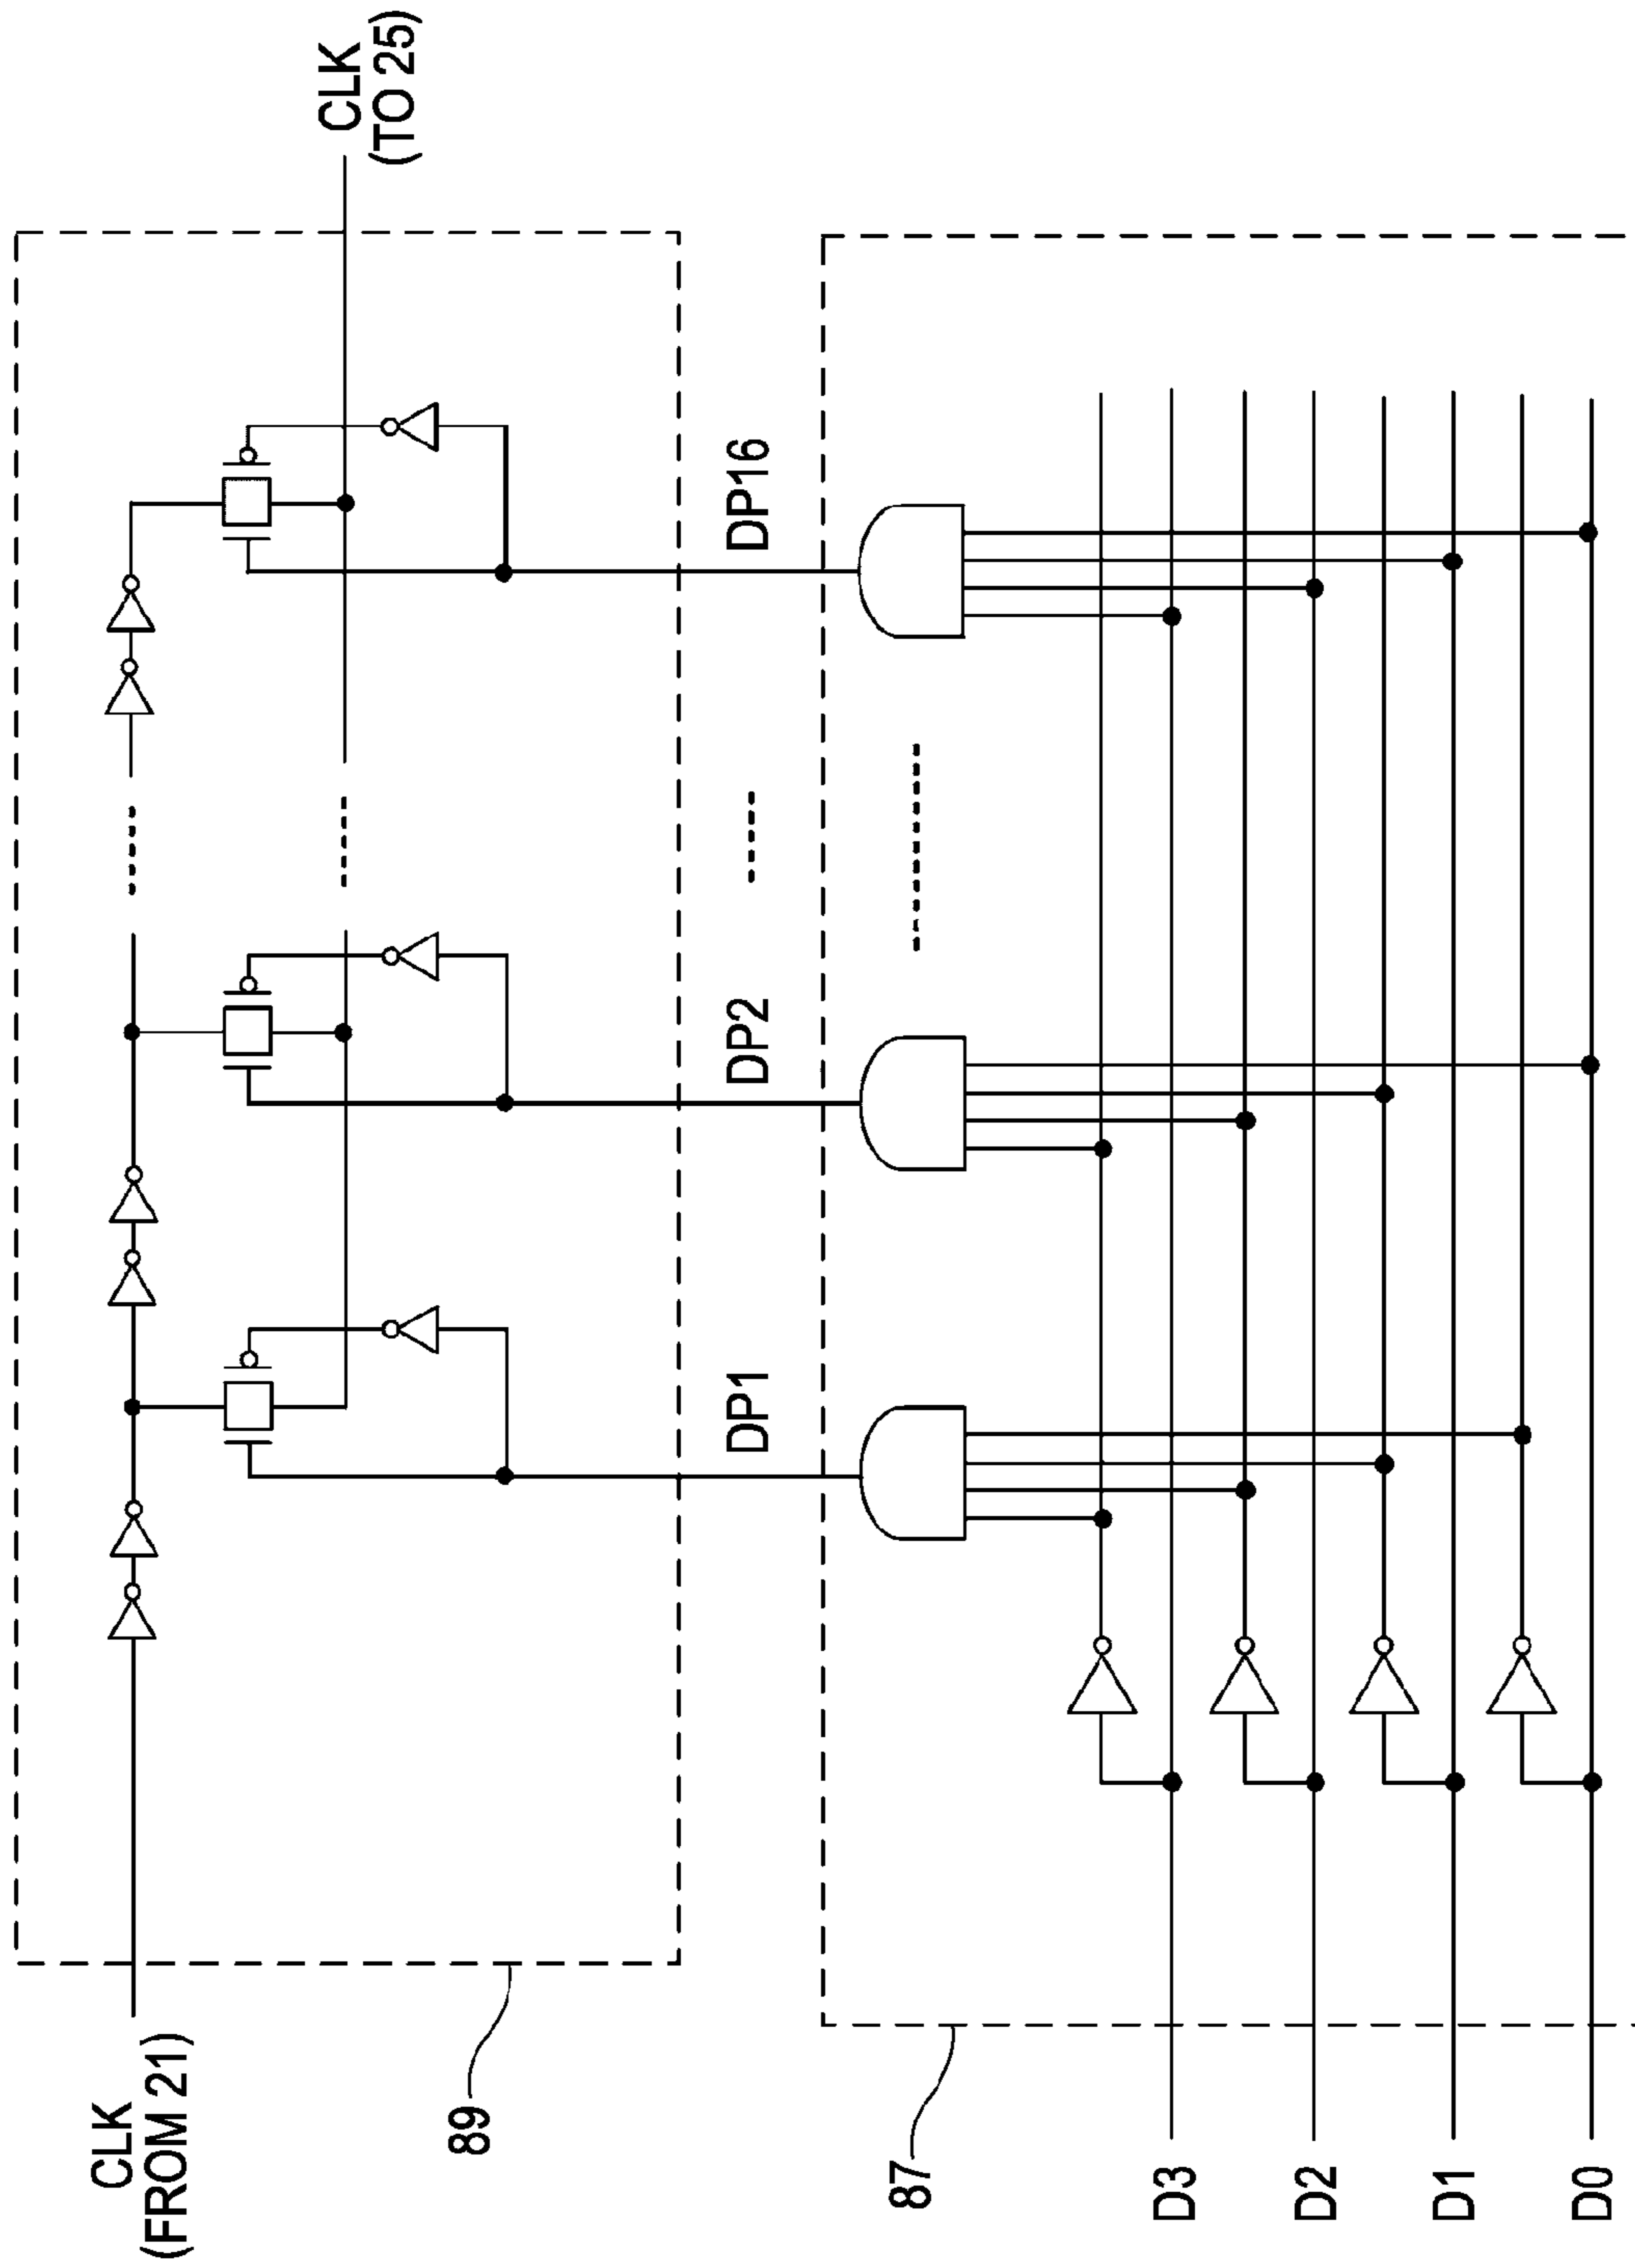 CLK
(FROM 21)
CLK
(TO 25)
89
DP1
DP2
DP16
87
D3
D2
D1
D0